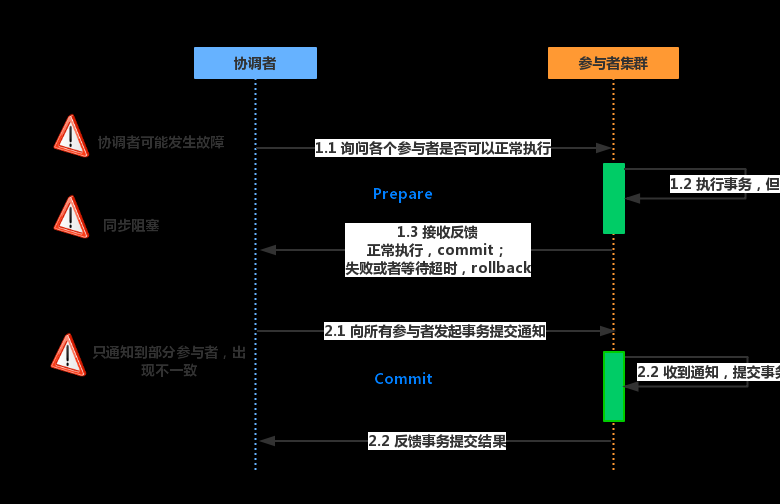 协调者
参与者集群
协调者可能发生故障
1.1 询问各个参与者是否可以正常执行
1.2 执行事务，但
Prepare
同步阻塞
1.3 接收反馈
正常执行，commit；
失败或者等待超时，rollback
2.1 向所有参与者发起事务提交通知
只通知到部分参与者，出
现不一致
Commit
2.2 收到通知，提交事务
2.2 反馈事务提交结果